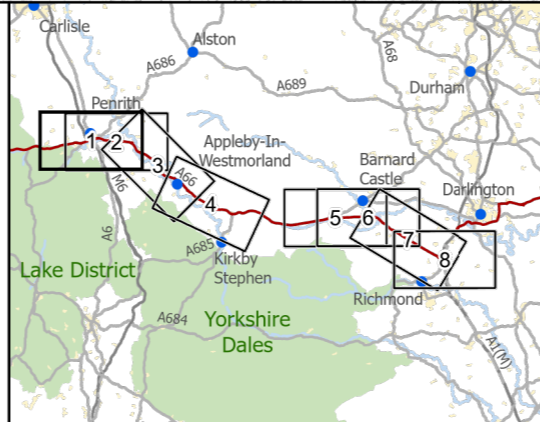 Carlisle
Alston
A686
A68
A689
Durham
Penrith
Appleby-In-
Westmorland
Barnard
Castle
Darlington
1
2
3
A66
4
5
6
7
8
M6
A6
A685
Kirkby
Stephen
Lake District
Richmond
A684
Yorkshire
Dales
A1(M)